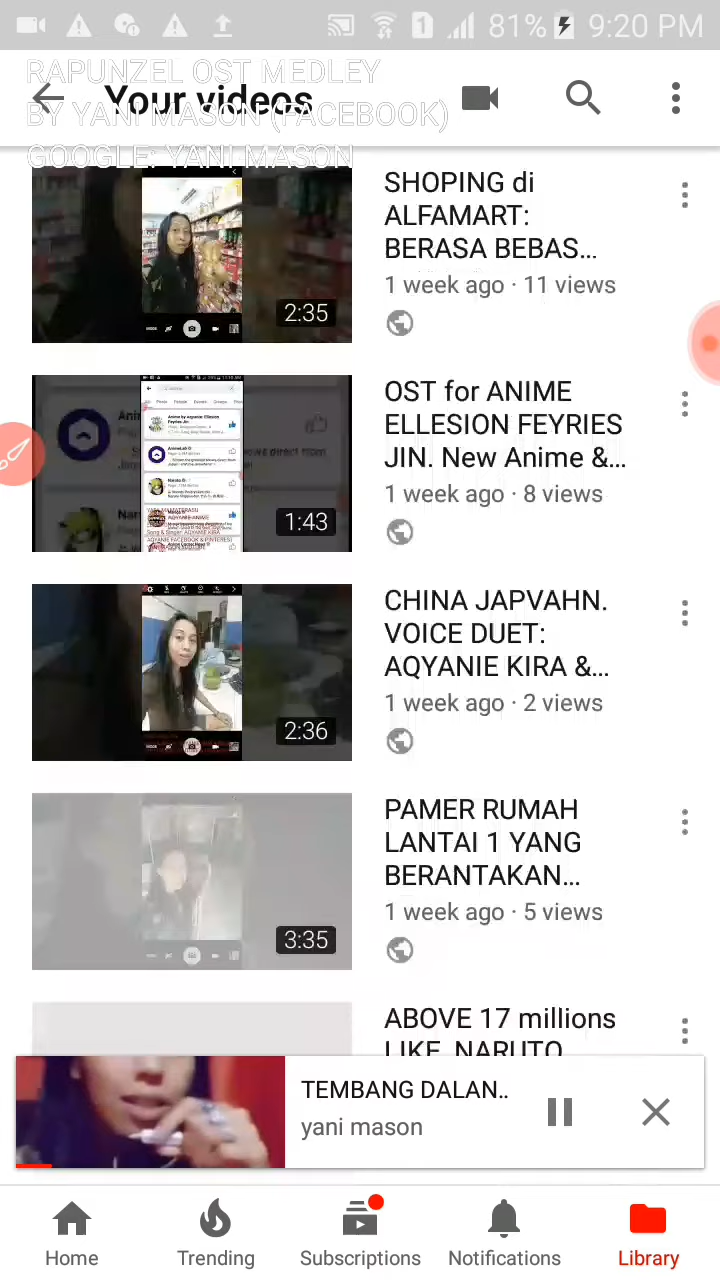 81% 9:20 PM
RAPUNZEL OST MEDLEY
Your videos
BY YANI MASON (FACEBOOK)
GOOGLE: YANI MASON
SHOPING di
ALFAMART:
BERASA BEBAS...
1 week ago · 11 views
2:35
OST for ANIME
ELLESION FEYRIES
JIN. New Anime &...
1 week ago · 8 views
1:43
CHINA JAPVAHN.
VOICE DUET:
AQYANIE KIRA &...
1 week ago · 2 views
2:36
PAMER RUMAH
LANTAI 1 YANG
BERANTAKAN...
1 week ago · 5 views
3:35
ABOVE 17 millions
LIKE NARUTO
TEMBANG DALAN..
yani mason
Home
Trending
Subscriptions
Notifications
Library